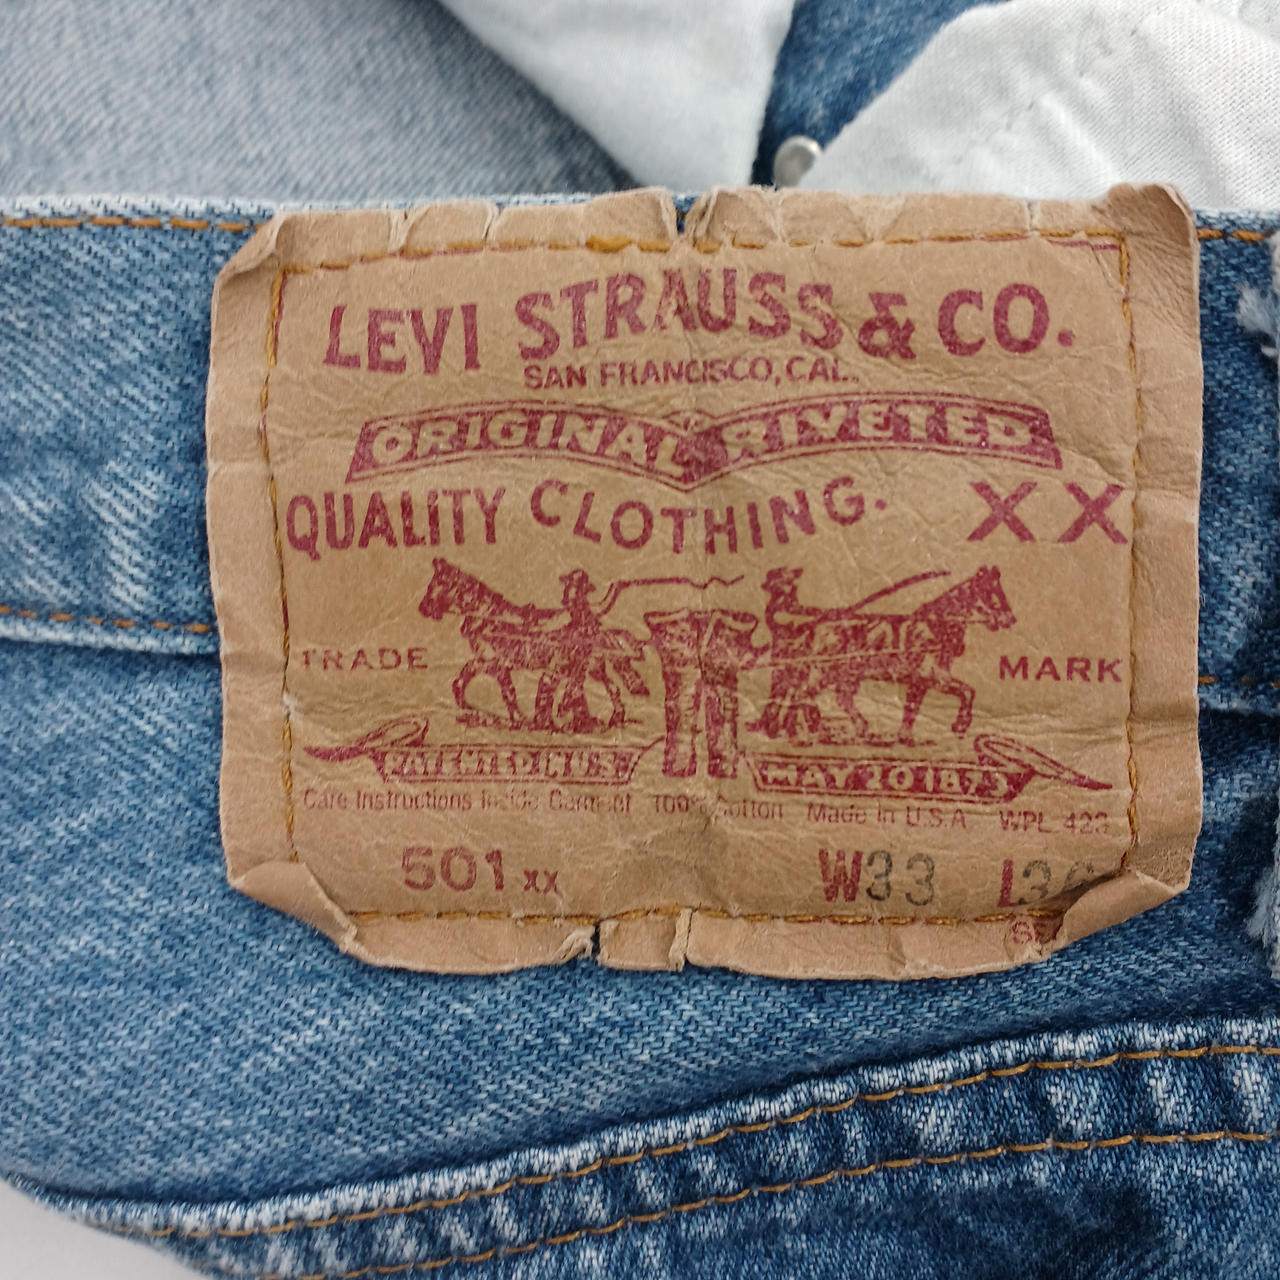 LEVI STRAUSS & CO.
SAN FRANCISCO, CAL.
ORIGINAL RIVETED
QUALITY CLOTHING. XX
TRADE MARK
PATENTED IN U.S. MAY 20 1873
Care Instructions Inside Garment 100% Cotton Made in U.S.A WPL 423
501 XX W33